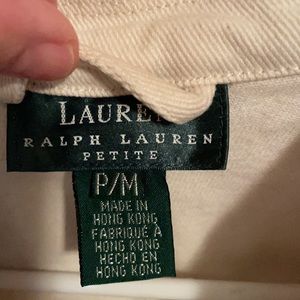 LAUREN
RALPH LAUREN
PETITE
P/M
MADE IN
HONG KONG
FABRIQUÉ À
HONG KONG
HECHO EN
HONG KONG